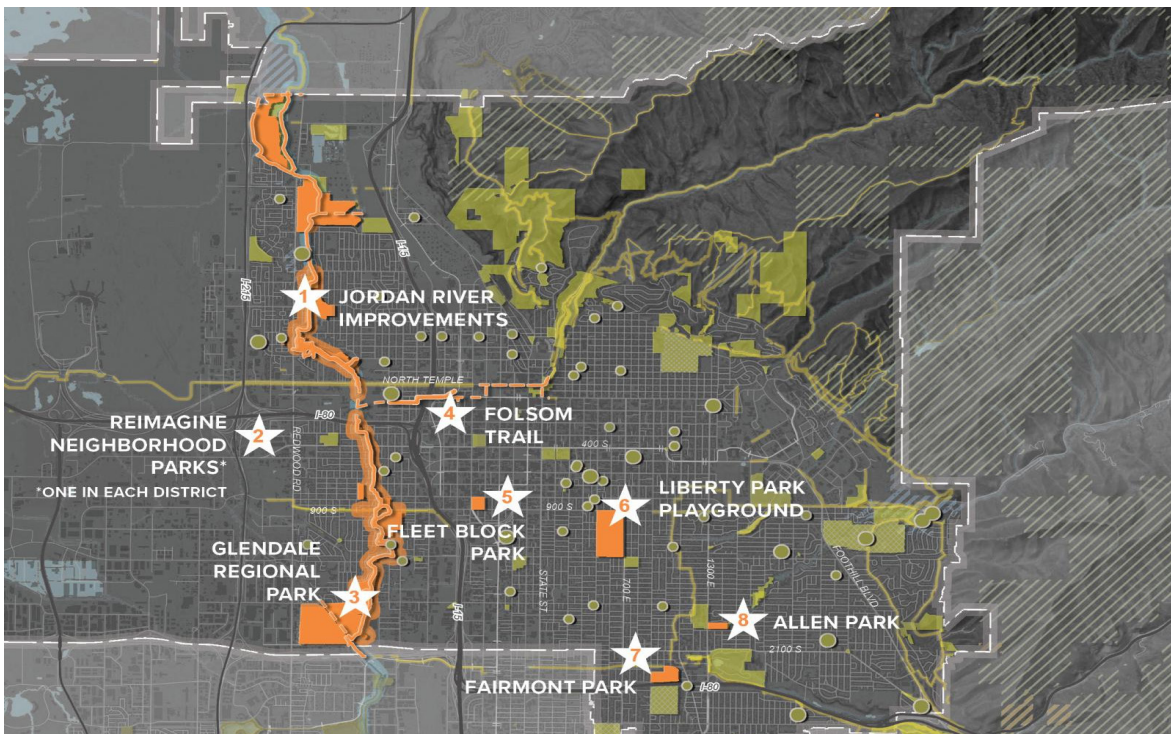 1
JORDAN RIVER
IMPROVEMENTS
I-215
I-15
NORTH TEMPLE
I-80
REIMAGINE
NEIGHBORHOOD
PARKS*
*ONE IN EACH DISTRICT
2
REDWOOD RD
4
FOLSOM
TRAIL
400 S
5
FLEET BLOCK
PARK
900 S
900 S
6
LIBERTY PARK
PLAYGROUND
GLENDALE
REGIONAL
PARK
3
I-15
STATE ST
700 E
1300 E
FOOTHILL BLVD
8
ALLEN PARK
2100 S
7
FAIRMONT PARK
I-80